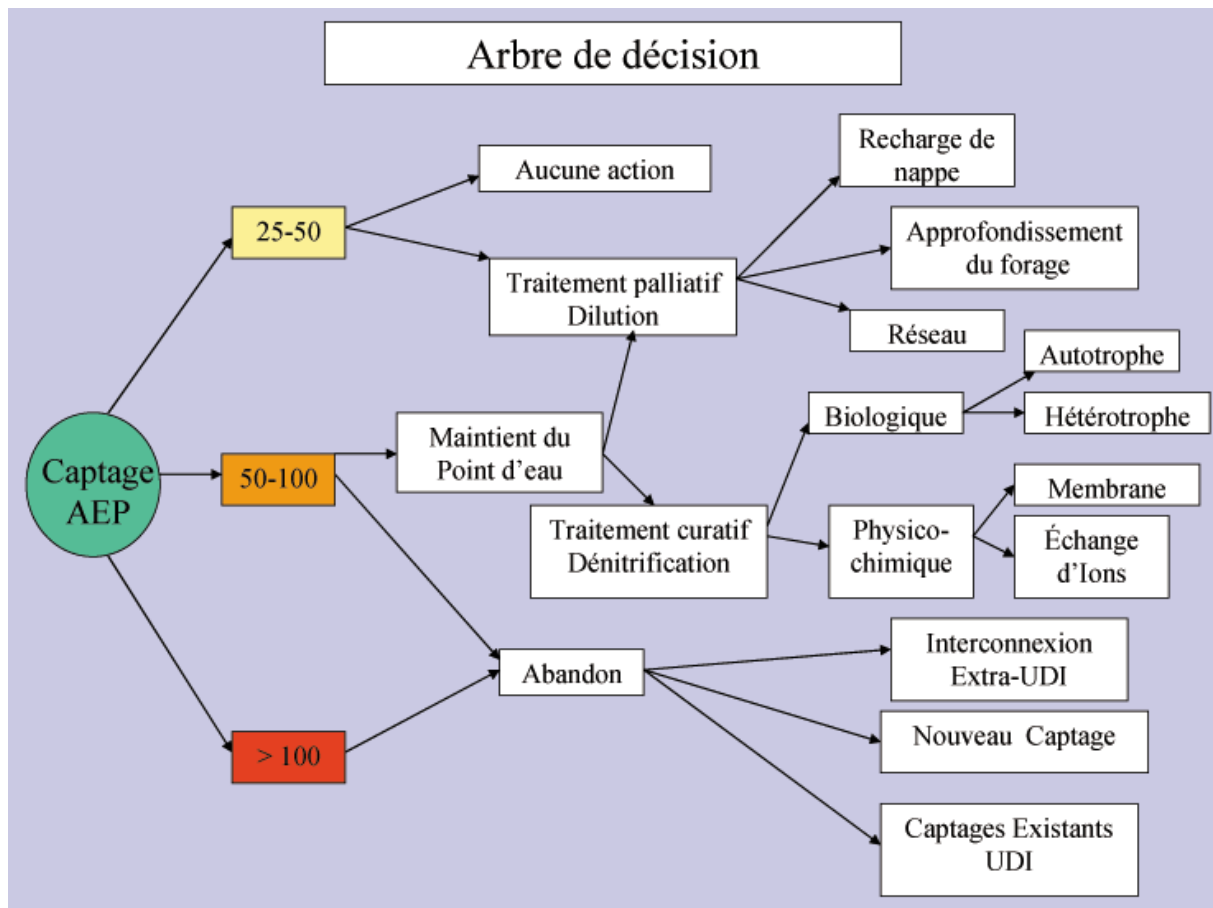 Arbre de décision
Recharge de
nappe
Aucune action
25-50
Approfondissement
du forage
Traitement palliatif
Dilution
Réseau
Autotrophe
Biologique
Hétérotrophe
Captage
AEP
50-100
Maintient du
Point d'eau
Membrane
Traitement curatif
Dénitrification
Physico-
chimique
Échange
d'Ions
Interconnexion
Extra-UDI
Abandon
> 100
Nouveau Captage
Captages Existants
UDI